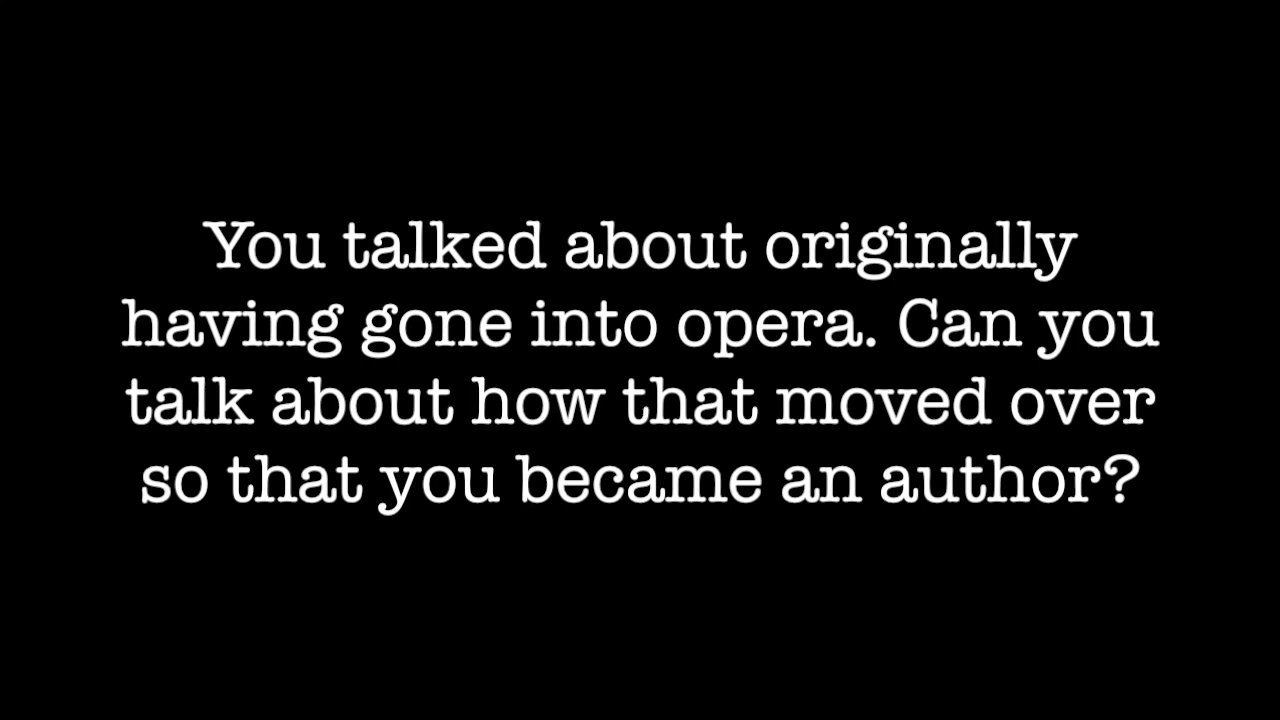 You talked about originally
having gone into opera. Can you
talk about how that moved over
so that you became an author?